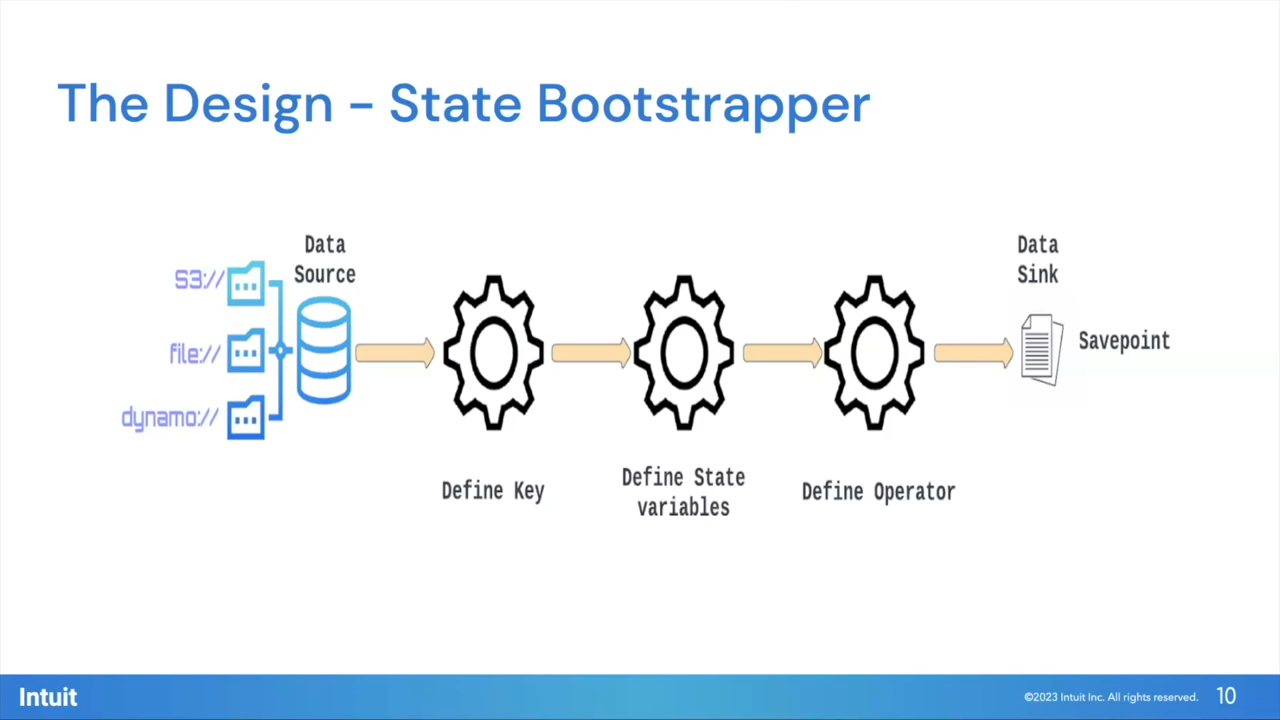 The Design – State Bootstrapper
Data
Source
S3://
file://
dynamo://
Define Key
Define State
variables
Define Operator
Data
Sink
Savepoint
Intuit
©2023 Intuit Inc. All rights reserved.
10